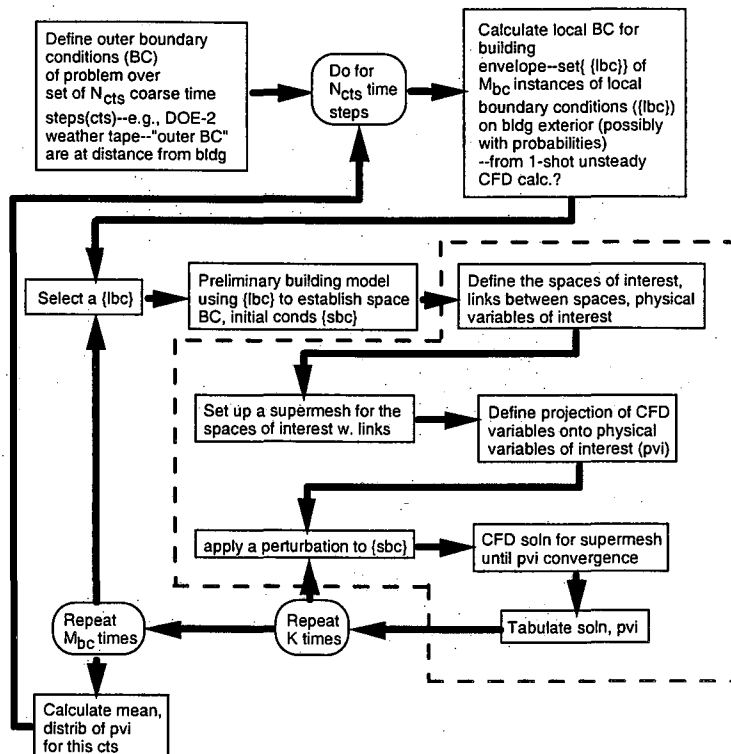 Define outer boundary
conditions (BC)
of problem over
set of Ncts coarse time
steps(cts)--e.g., DOE-2
weather tape--"outer BC"
are at distance from bldg
Do for
Ncts time
steps
Calculate local BC for
building
envelope--set{ {lbc}} of
Mbc instances of local
boundary conditions ({lbc})
on bldg exterior (possibly
with probabilities)
--from 1-shot unsteady
CFD calc.?
Select a {lbc}
Preliminary building model
using {lbc} to establish space
BC, initial conds {sbc}
Define the spaces of interest,
links between spaces, physical
variables of interest
Set up a supermesh for the
spaces of interest w. links
Define projection of CFD
variables onto physical
variables of interest (pvi)
apply a perturbation to {sbc}
CFD soln for supermesh
until pvi convergence
Tabulate soln, pvi
Repeat
K times
Repeat
Mbc times
Calculate mean,
distrib of pvi
for this cts